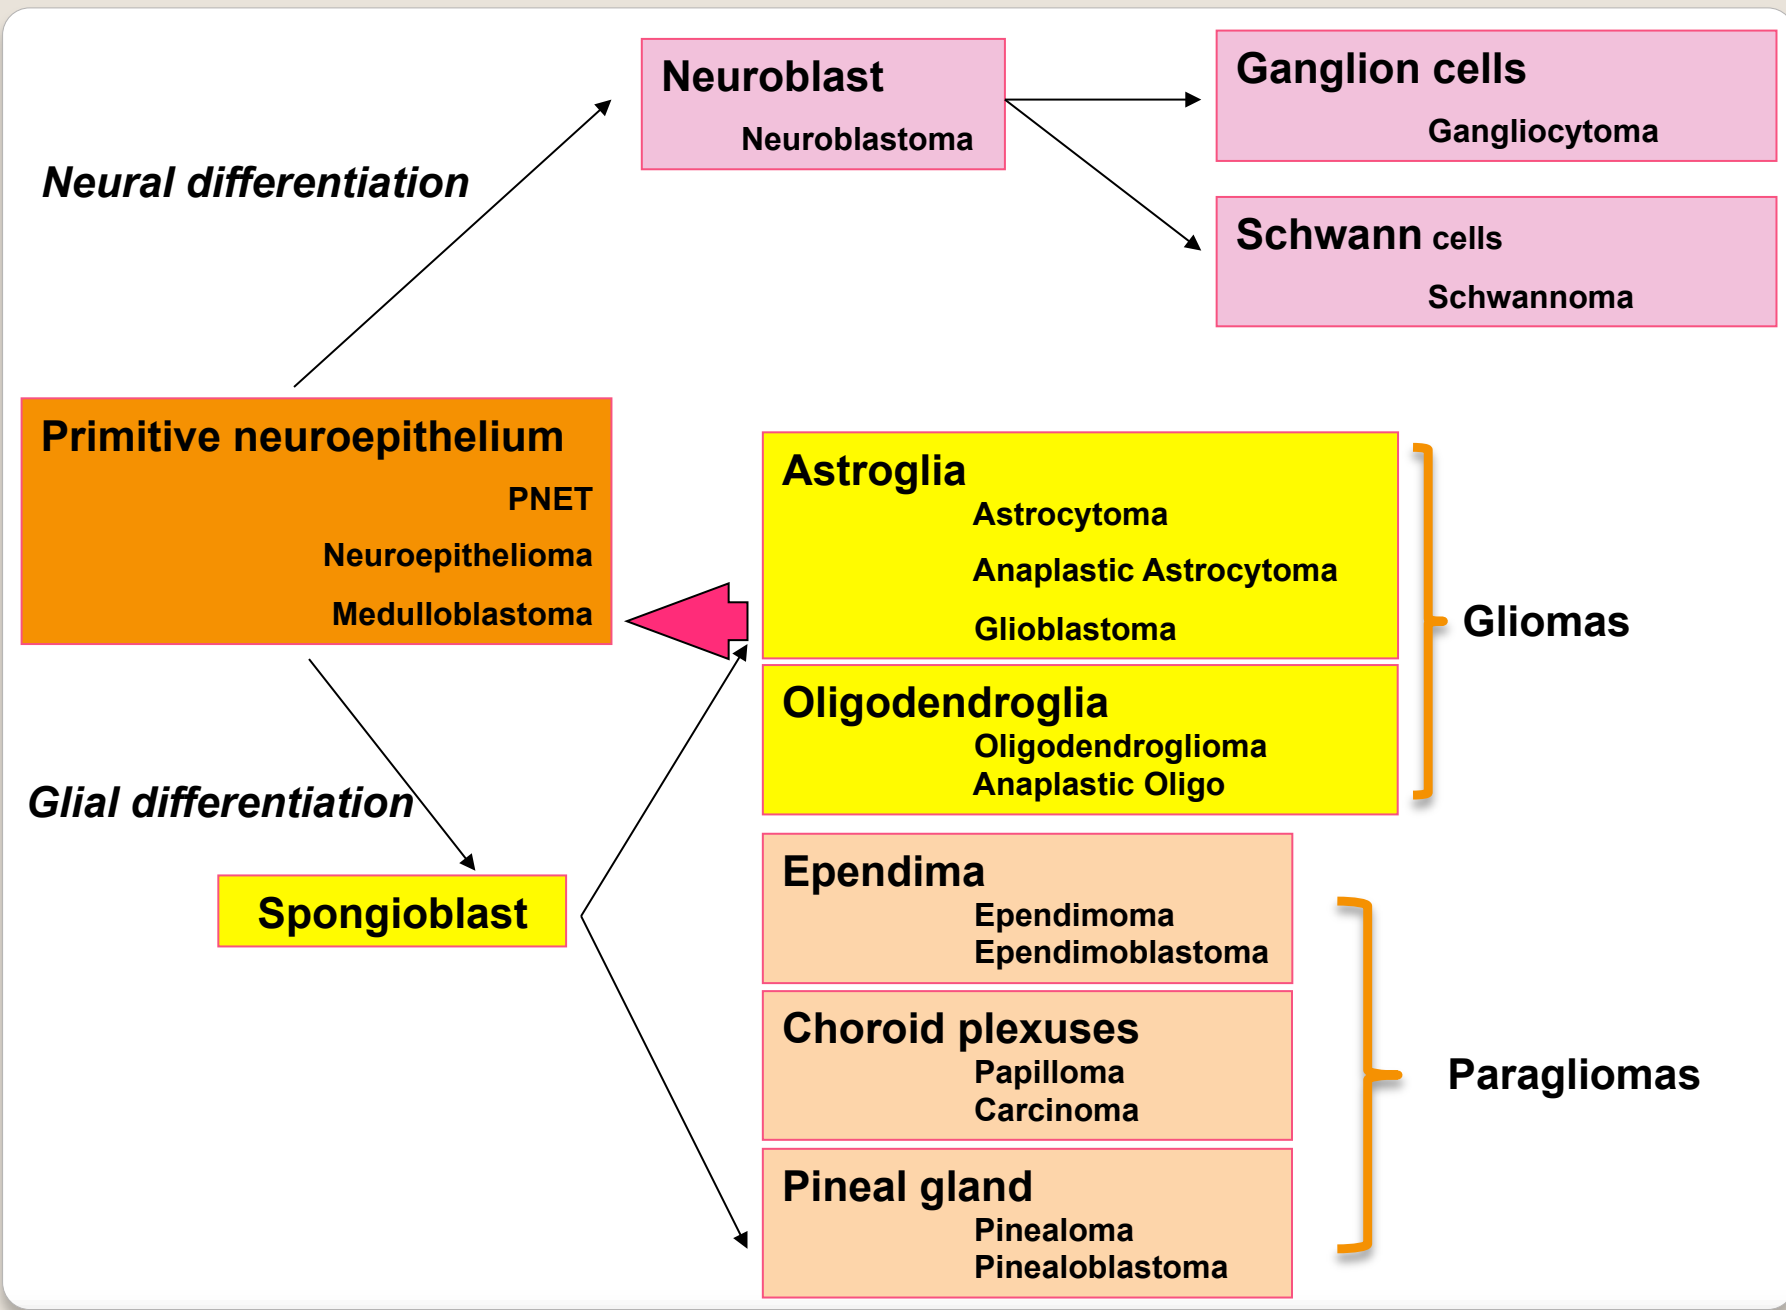 Neuroblast
Neuroblastoma
Ganglion cells
Gangliocytoma
Neural differentiation
Schwann cells
Schwannoma
Primitive neuroepithelium
PNET
Neuroepithelioma
Medulloblastoma
Astroglia
Astrocytoma
Anaplastic Astrocytoma
Glioblastoma
Gliomas
Oligodendroglia
Oligodendroglioma
Anaplastic Oligo
Glial differentiation
Spongioblast
Ependima
Ependimoma
Ependimoblastoma
Choroid plexuses
Papilloma
Carcinoma
Paragliomas
Pineal gland
Pinealoma
Pinealoblastoma